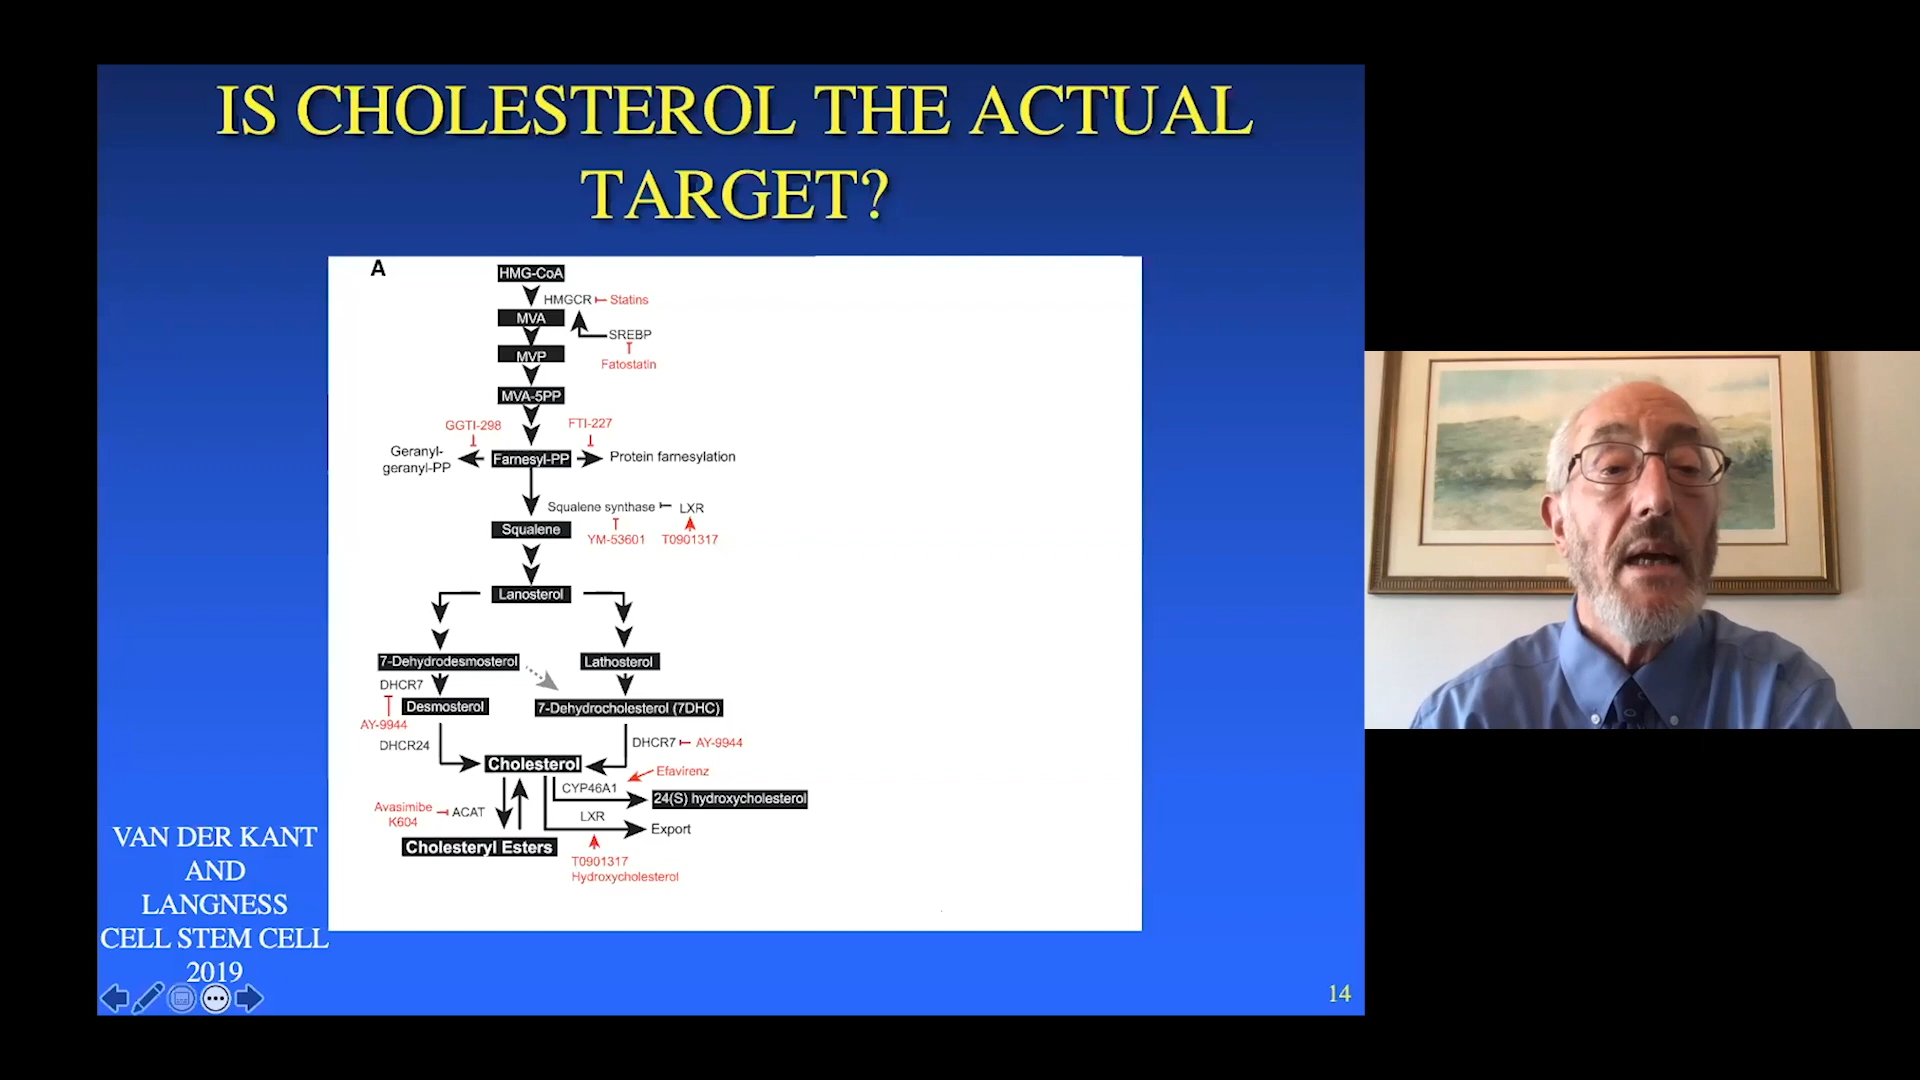 IS CHOLESTEROL THE ACTUAL
TARGET?
A
HMG-CoA
HMGCR
Statins
MVA
SREBP
MVP
Fatostatin
MVA-5PP
GGTI-298
FTI-227
Geranyl-
geranyl-PP
Farnesyl-PP
Protein farnesylation
Squalene synthase
LXR
Squalene
YM-53601
T0901317
Lanosterol
7-Dehydrodesmosterol
Lathosterol
DHCR7
Desmosterol
7-Dehydrocholesterol (7DHC)
AY-9944
DHCR24
DHCR7
AY-9944
Cholesterol
Efavirenz
CYP46A1
24(S) hydroxycholesterol
Avasimibe
K604
ACAT
LXR
Export
Cholesteryl Esters
T0901317
Hydroxycholesterol
VAN DER KANT
AND
LANGNESS
CELL STEM CELL
2019
14